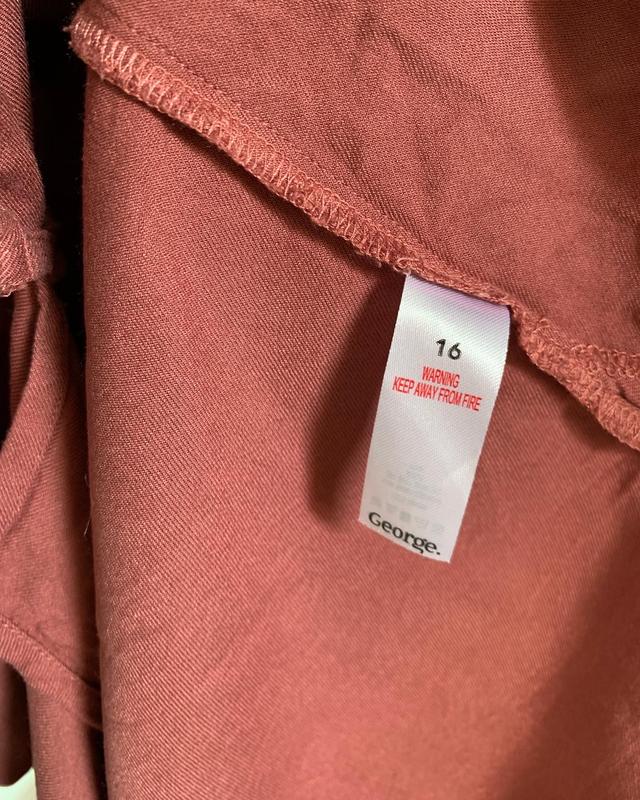 16
WARNING
KEEP AWAY FROM FIRE
George.